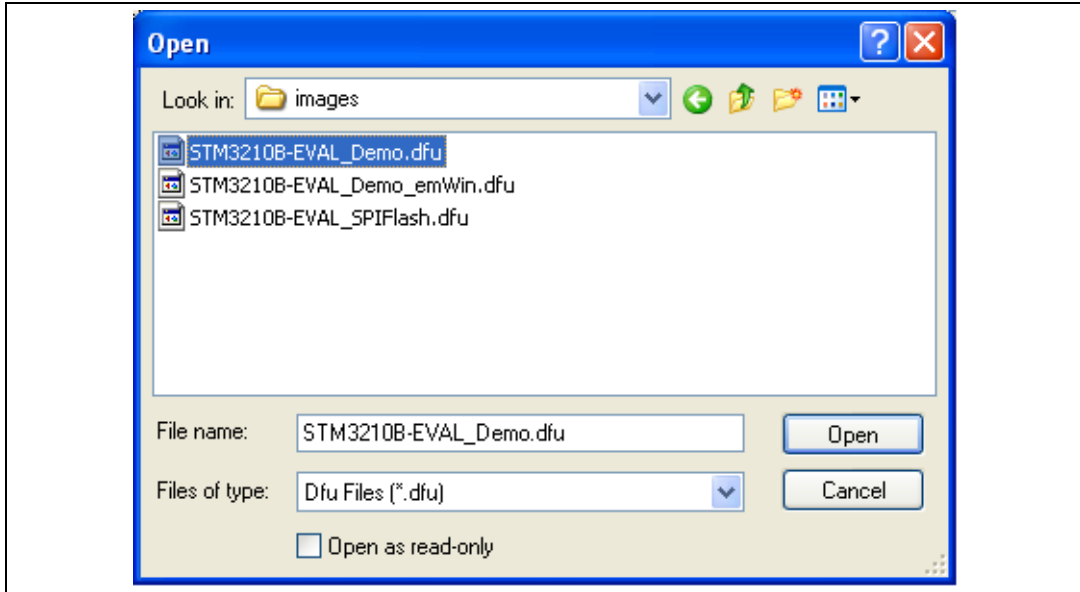 Open
Look in: images
STM3210B-EVAL_Demo.dfu
STM3210B-EVAL_Demo_emWin.dfu
STM3210B-EVAL_SPIFlash.dfu
File name: STM3210B-EVAL_Demo.dfu Open
Files of type: Dfu Files (*.dfu) Cancel
Open as read-only